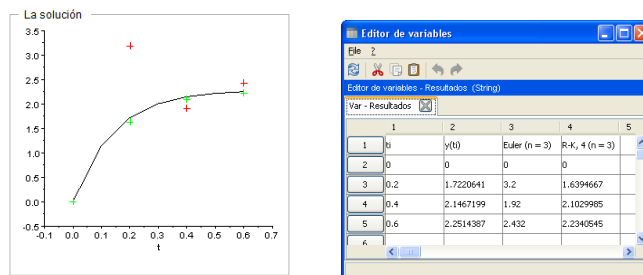 La solución
3.5
3.0
2.5
2.0
1.5
1.0
0.5
0.0
-0.5
-0.1 0.0 0.1 0.2 0.3 0.4 0.5 0.6 0.7
t
Editor de variables
File ?
Editor de variables - Resultados (String)
Var - Resultados
1 2 3 4 5
1 ti y(ti) Euler (n = 3) R-K, 4 (n = 3)
2 0 0 0 0
3 0.2 1.7220641 3.2 1.6394667
4 0.4 2.1467199 1.92 2.1029985
5 0.6 2.2514387 2.432 2.2340545
6